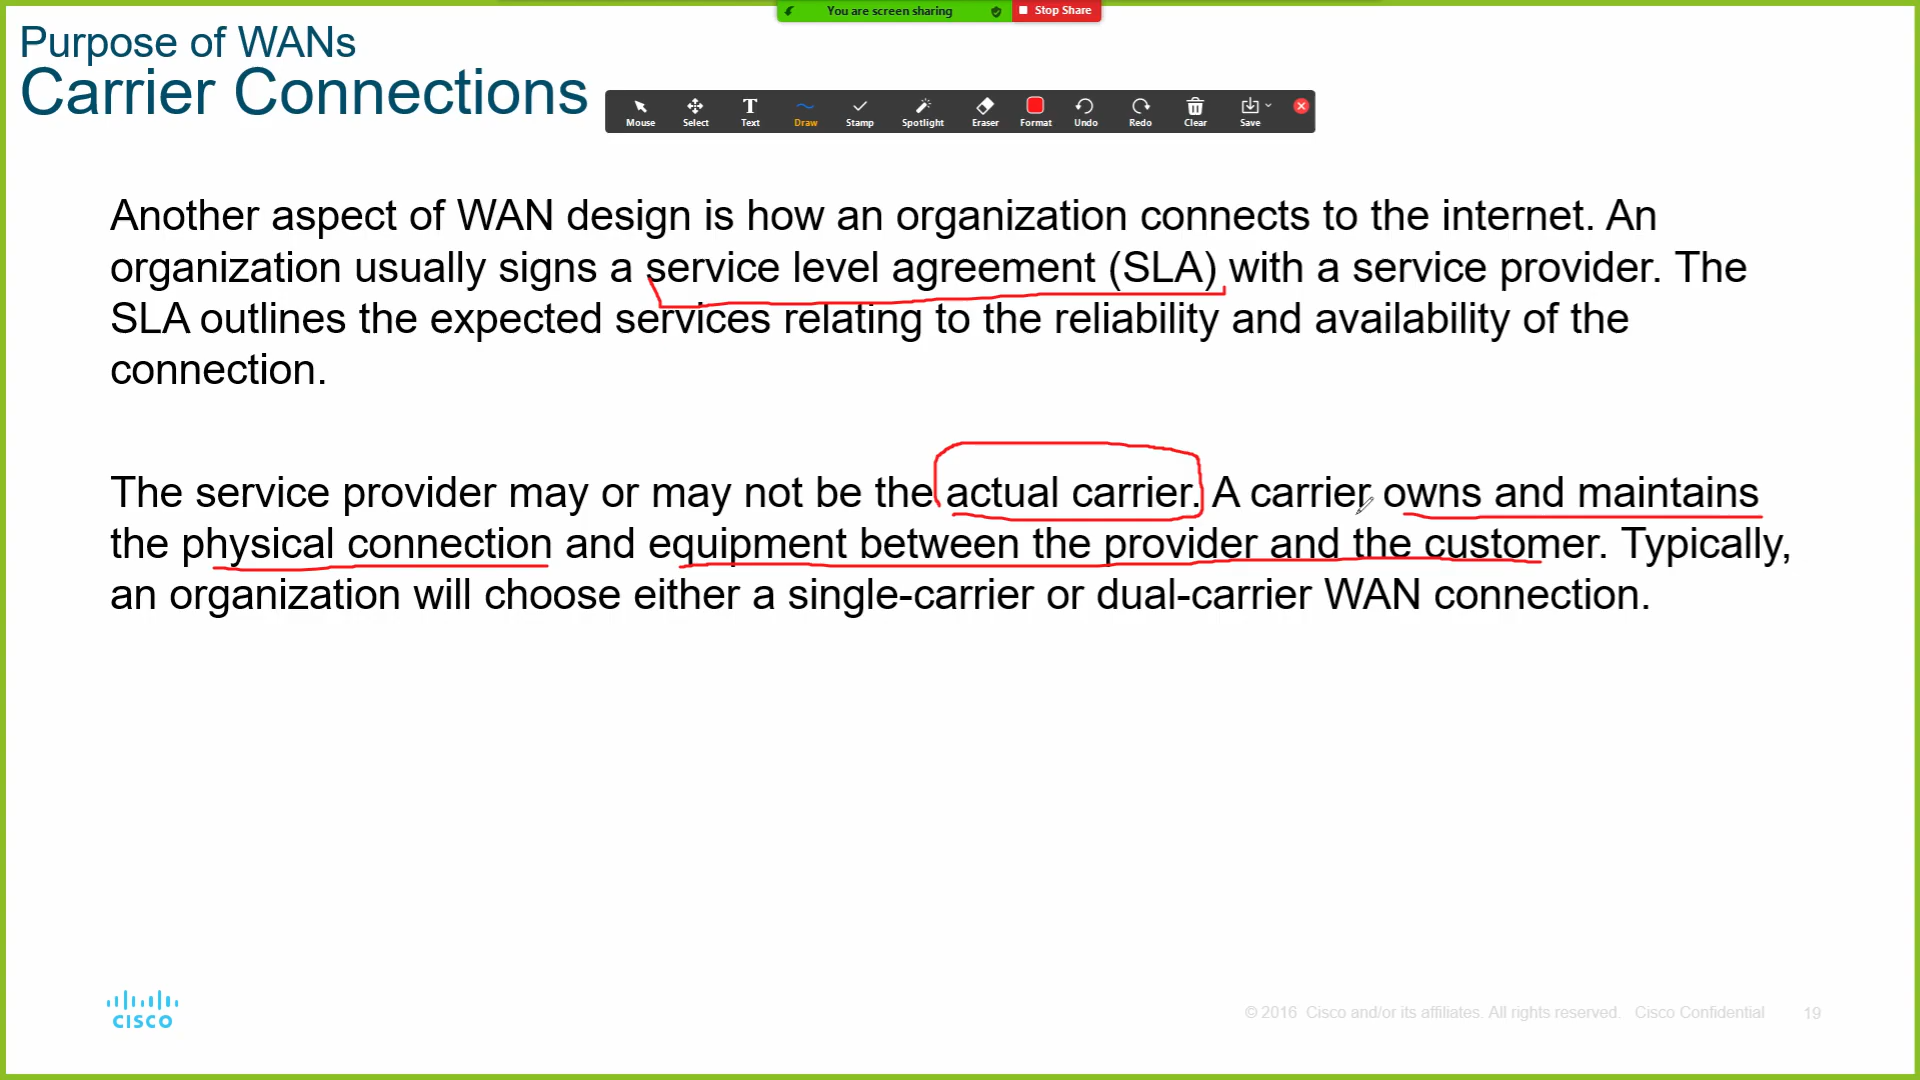 You are screen sharing Stop Share
Purpose of WANs
Carrier Connections
Mouse Select Text Draw Stamp Spotlight Eraser Format Undo Redo Clear Save
Another aspect of WAN design is how an organization connects to the internet. An
organization usually signs a service level agreement (SLA) with a service provider. The
SLA outlines the expected services relating to the reliability and availability of the
connection.
The service provider may or may not be the actual carrier. A carrier owns and maintains
the physical connection and equipment between the provider and the customer. Typically,
an organization will choose either a single-carrier or dual-carrier WAN connection.
CISCO
© 2016 Cisco and/or its affiliates. All rights reserved. Cisco Confidential 19